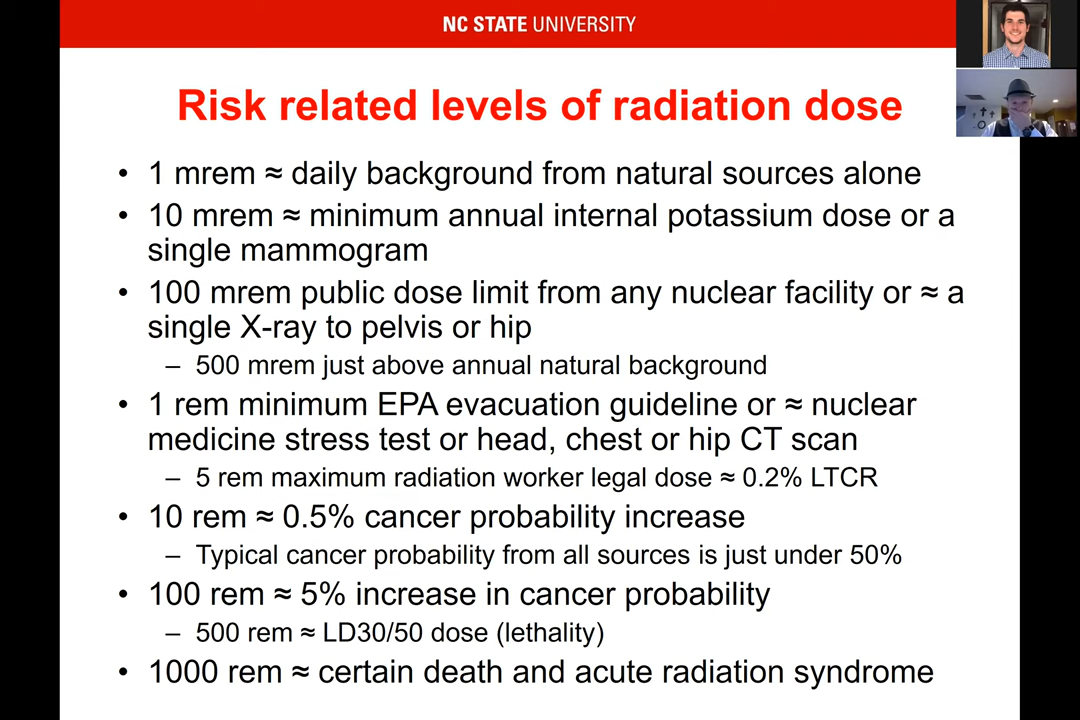 NC STATE UNIVERSITY
Risk related levels of radiation dose
• 1 mrem ≈ daily background from natural sources alone
• 10 mrem ≈ minimum annual internal potassium dose or a
single mammogram
• 100 mrem public dose limit from any nuclear facility or ≈ a
single X-ray to pelvis or hip
– 500 mrem just above annual natural background
• 1 rem minimum EPA evacuation guideline or ≈ nuclear
medicine stress test or head, chest or hip CT scan
– 5 rem maximum radiation worker legal dose ≈ 0.2% LTCR
• 10 rem ≈ 0.5% cancer probability increase
– Typical cancer probability from all sources is just under 50%
• 100 rem ≈ 5% increase in cancer probability
– 500 rem ≈ LD30/50 dose (lethality)
• 1000 rem ≈ certain death and acute radiation syndrome